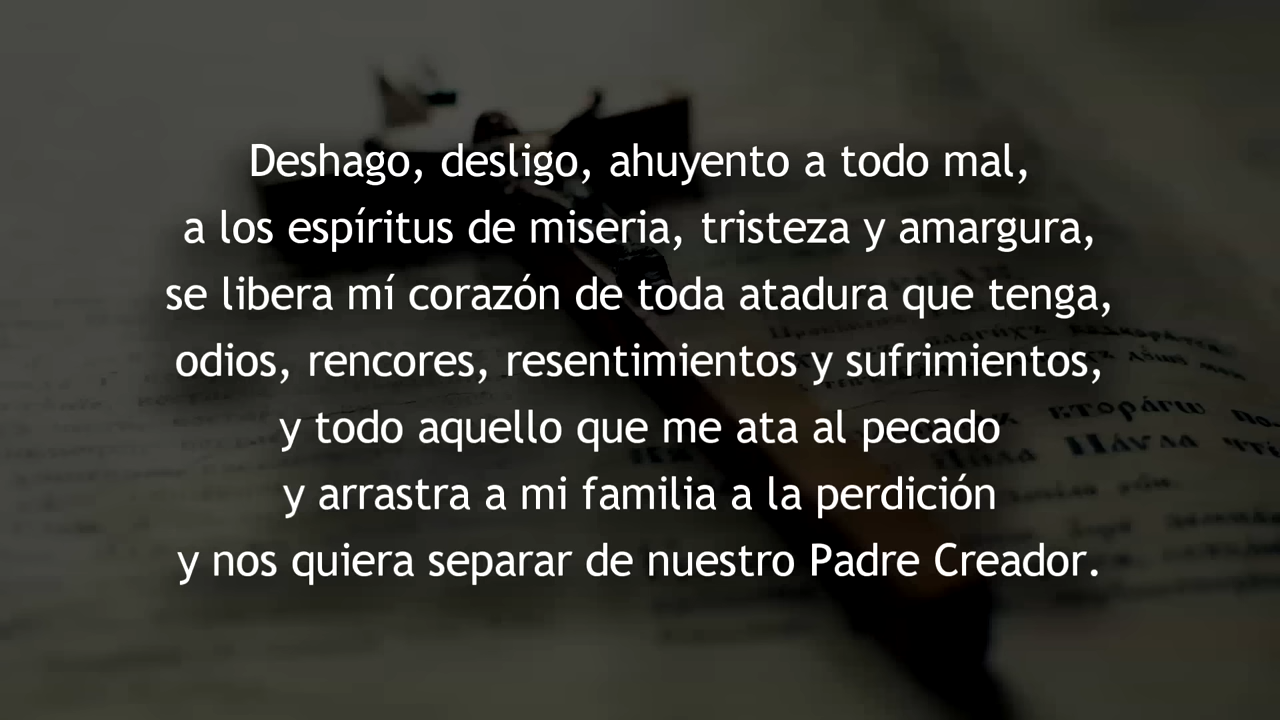 Deshago, desligo, ahuyento a todo mal,
a los espíritus de miseria, tristeza y amargura,
se libera mí corazón de toda atadura que tenga,
odios, rencores, resentimientos y sufrimientos,
y todo aquello que me ata al pecado
y arrastra a mi familia a la perdición
y nos quiera separar de nuestro Padre Creador.